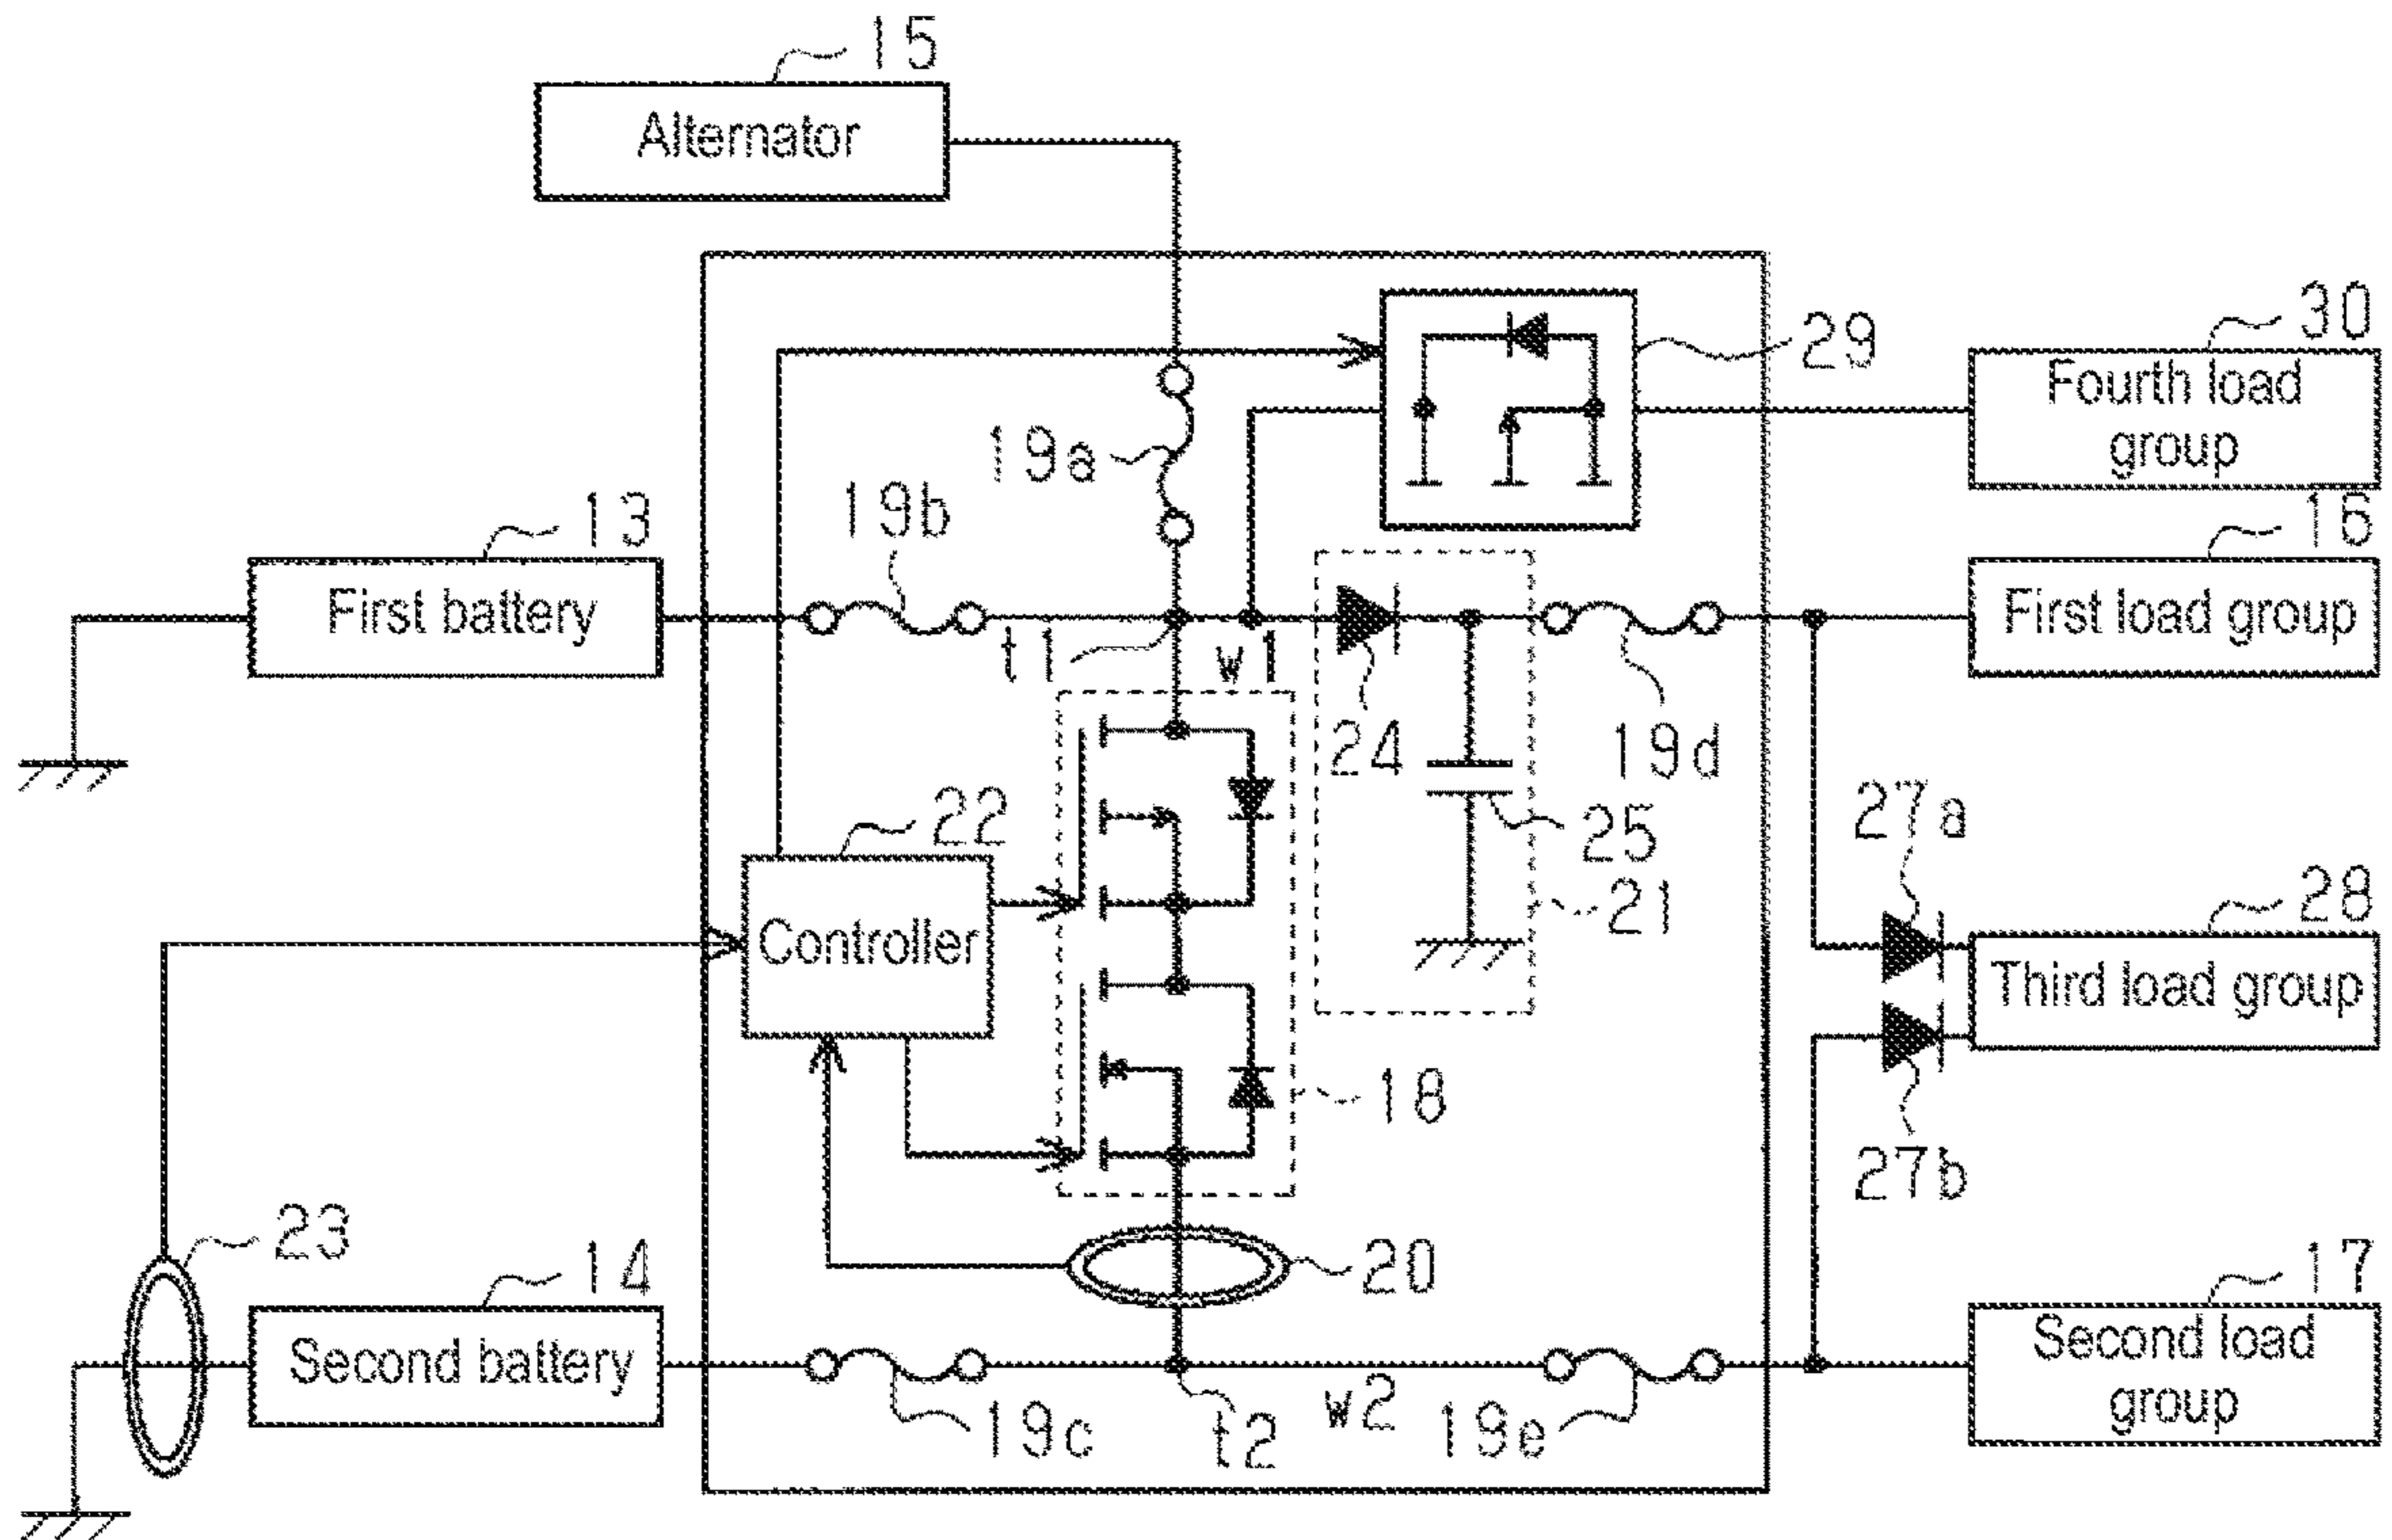 15
Alternator
30
Fourth load
group
29
19a
19b
13
First battery
16
First load group
t1
w1
24
19d
22
25
27a
21
Controller
28
Third load group
18
27b
23
14
20
17
Second battery
Second load
group
19c
t2
w2
19e